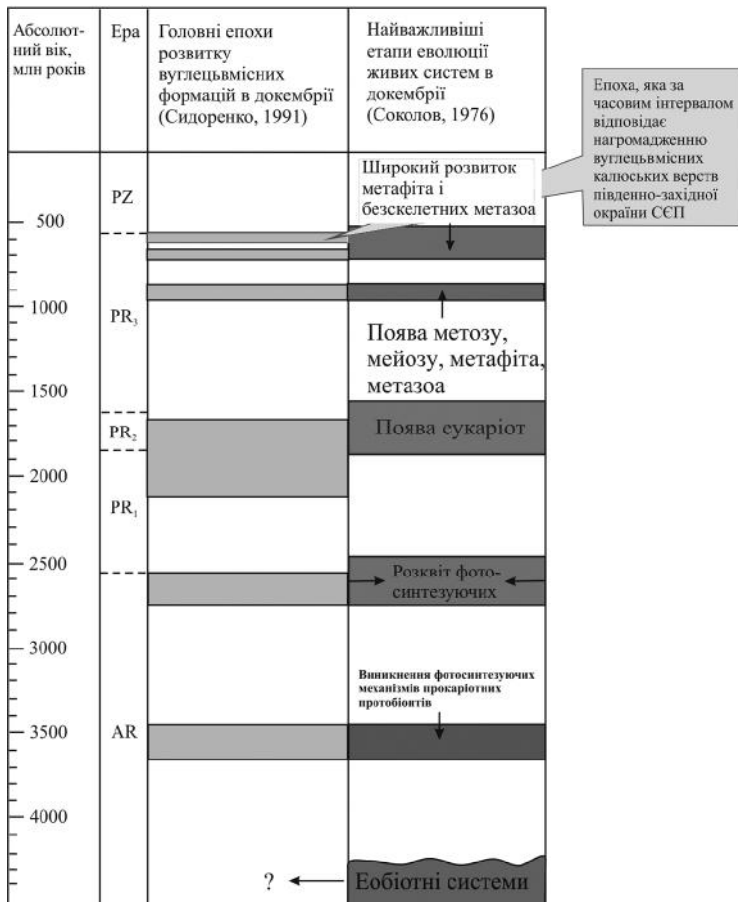 Абсолют-
ний вік,
млн років
Ера
Головні епохи
розвитку
вуглецьвмісних
формацій в докембрії
(Сидоренко, 1991)
Найважливіші
етапи еволюції
живих систем в
докембрії
(Соколов, 1976)
Епоха, яка за
часовим інтервалом
відповідає
нагромадженню
вуглецьвмісних
калюських верств
південно-західної
окраїни СЄП
PZ
Широкий розвиток
метафіта і
безскелетних метазоа
500
1000
PR₃
Поява метозу,
мейозу, метафіта,
метазоа
1500
PR₂
Поява сукаріот
2000
PR₁
2500
Розквіт фото-
синтезуючих
3000
Виникнення фотосинтезуючих
механізмів прокаріотних
протобіонтів
3500
AR
4000
?
Еобіотні системи